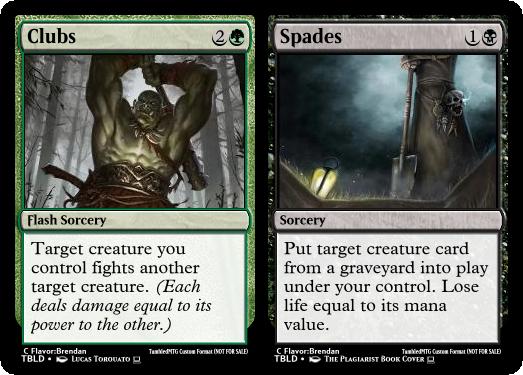 Clubs 2
Flash Sorcery
Target creature you
control fights another
target creature. (Each
deals damage equal to its
power to the other.)
C Flavor:Brendan TumbledMTG Custom Format (NOT FOR SALE)
TBLD • Lucas Torquato
Spades 1
Sorcery
Put target creature card
from a graveyard into play
under your control. Lose
life equal to its mana
value.
C Flavor:Brendan TumbledMTG Custom Format (NOT FOR SALE)
TBLD • The Plagiarist Book Cover